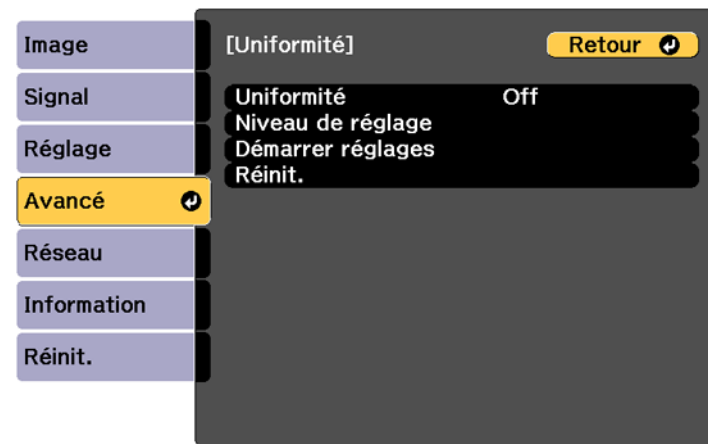 Image
Signal
Réglage
Avancé
Réseau
Information
Réinit.
[Uniformité] Retour
Uniformité Off
Niveau de réglage
Démarrer réglages
Réinit.